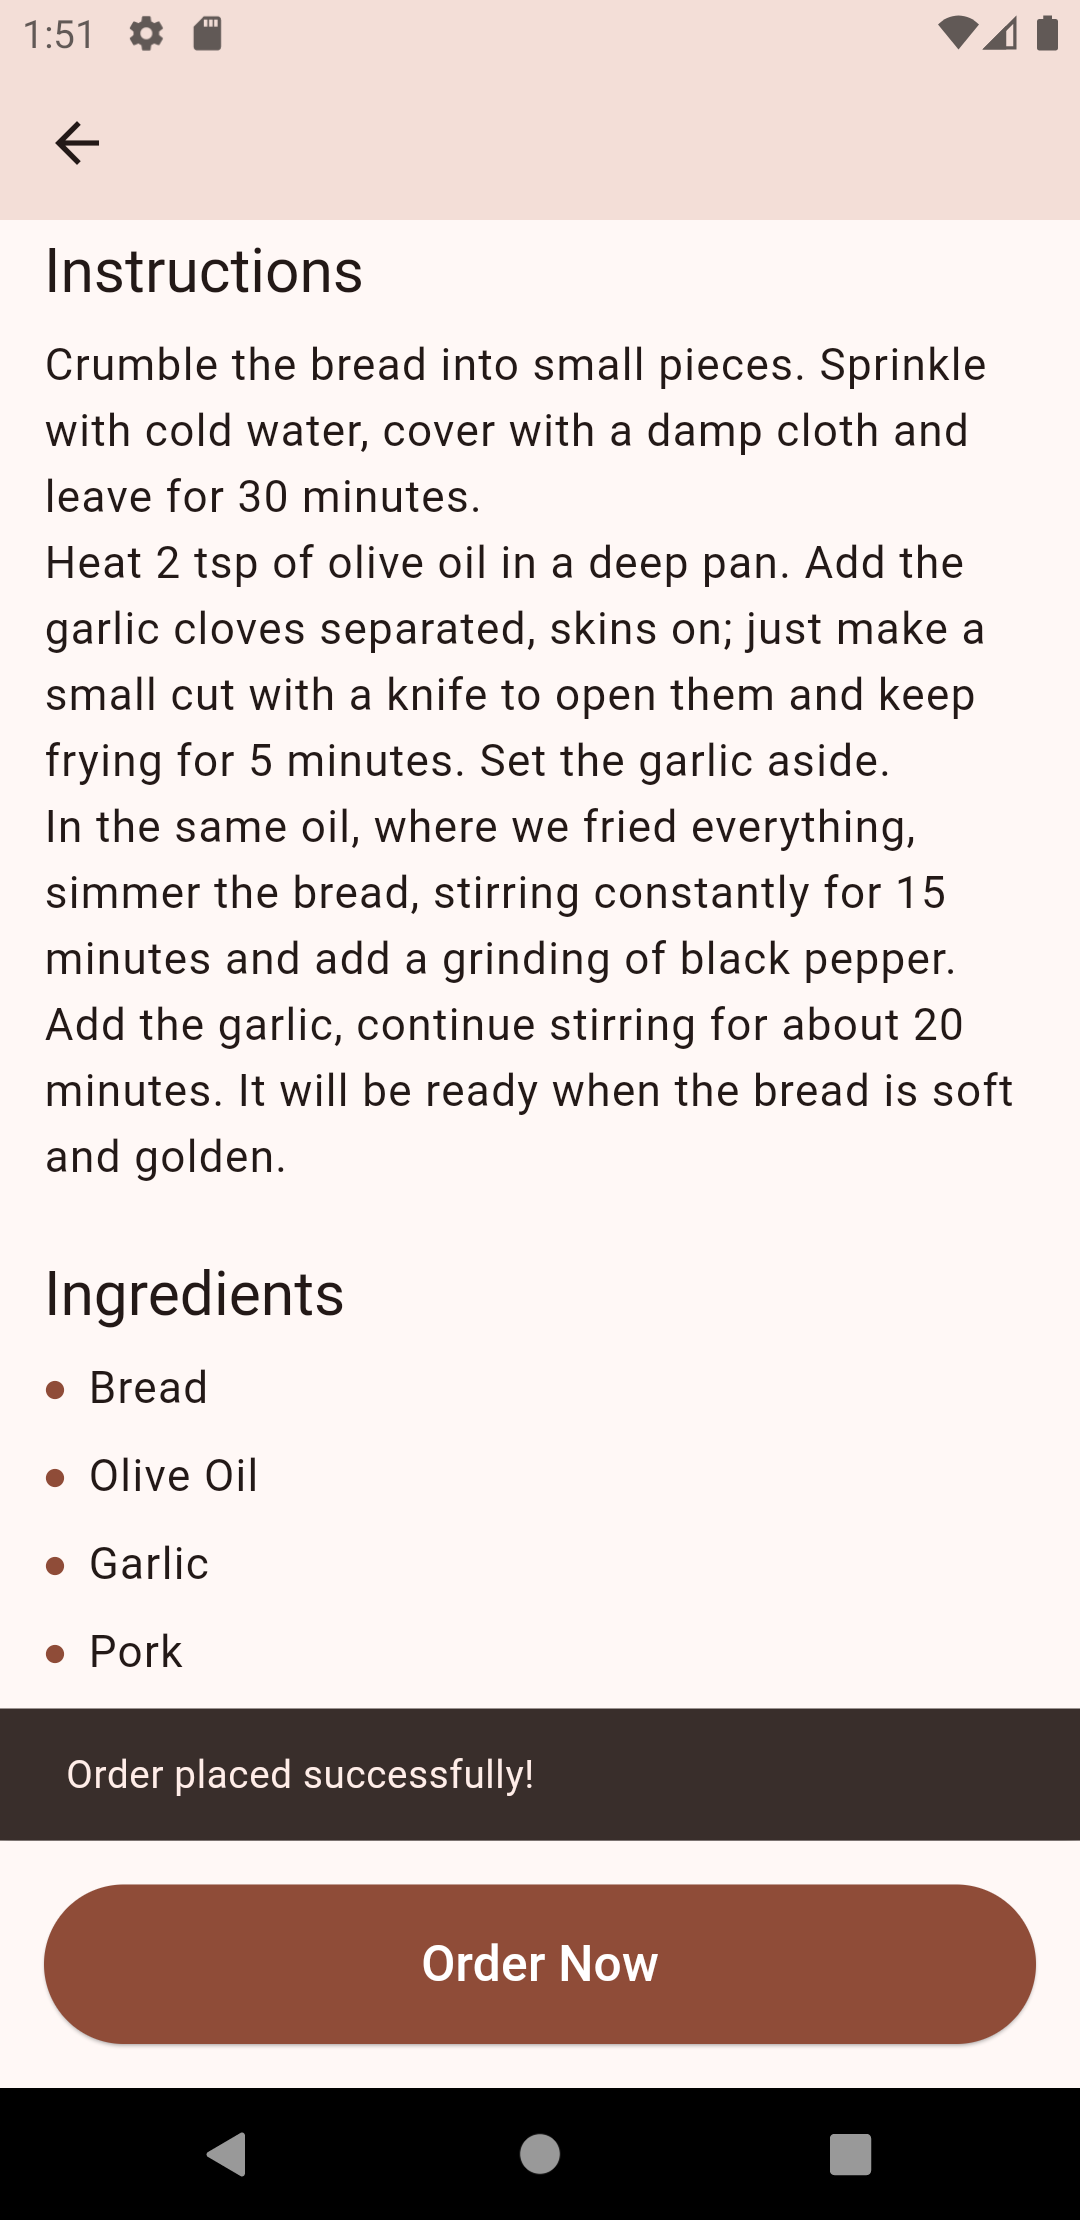 1:51
Instructions
Crumble the bread into small pieces. Sprinkle
with cold water, cover with a damp cloth and
leave for 30 minutes.
Heat 2 tsp of olive oil in a deep pan. Add the
garlic cloves separated, skins on; just make a
small cut with a knife to open them and keep
frying for 5 minutes. Set the garlic aside.
In the same oil, where we fried everything,
simmer the bread, stirring constantly for 15
minutes and add a grinding of black pepper.
Add the garlic, continue stirring for about 20
minutes. It will be ready when the bread is soft
and golden.
Ingredients
Bread
Olive Oil
Garlic
Pork
Order placed successfully!
Order Now